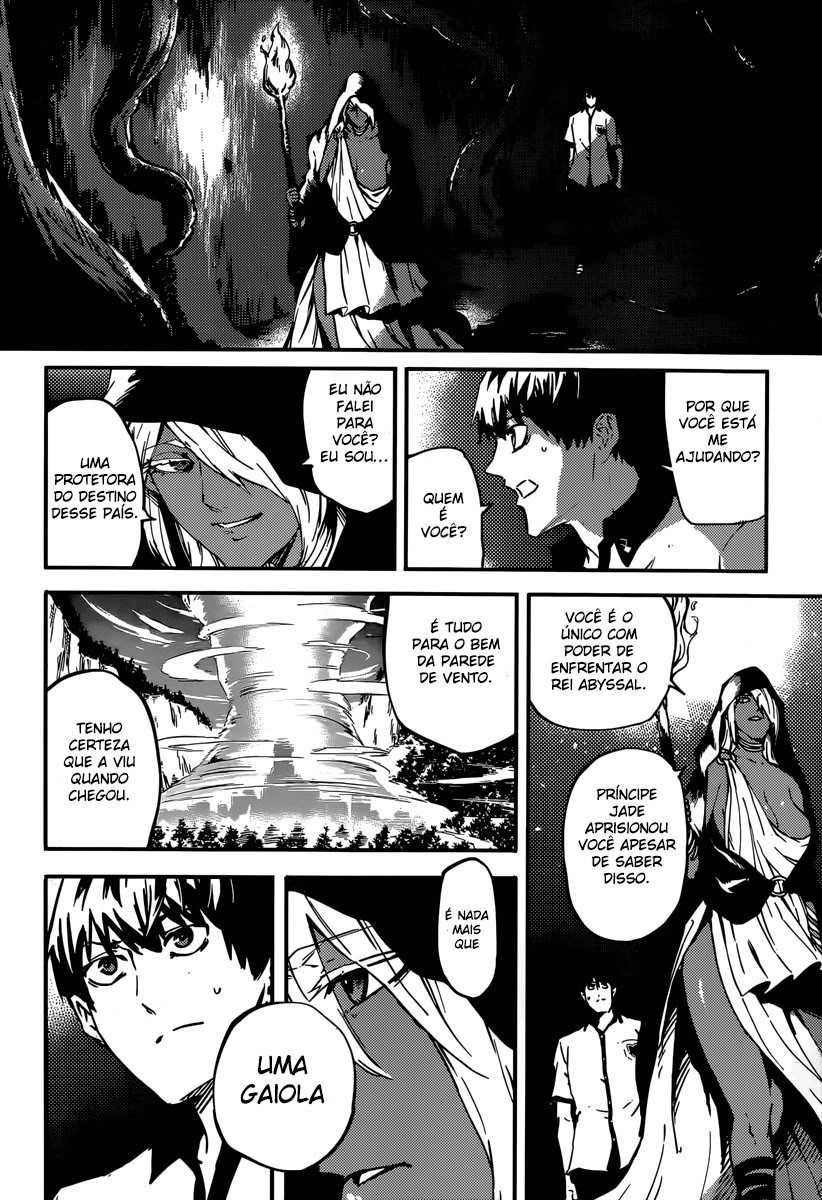 POR QUE
VOCÊ ESTÁ
ME
AJUDANDO?
QUEM
É
VOCÊ?
EU NÃO
FALEI
PARA
VOCÊ?
EU SOU...
UMA
PROTETORA
DO DESTINO
DESSE PAÍS.
VOCÊ É O
ÚNICO COM
PODER DE
ENFRENTAR O
REI ABYSSAL.
PRÍNCIPE
JADE
APRISIONOU
VOCÊ APESAR
DE SABER
DISSO.
É TUDO
PARA O BEM
DA PAREDE
DE VENTO.
TENHO
CERTEZA
QUE A VIU
QUANDO
CHEGOU.
É NADA
MAIS
QUE
UMA
GAIOLA